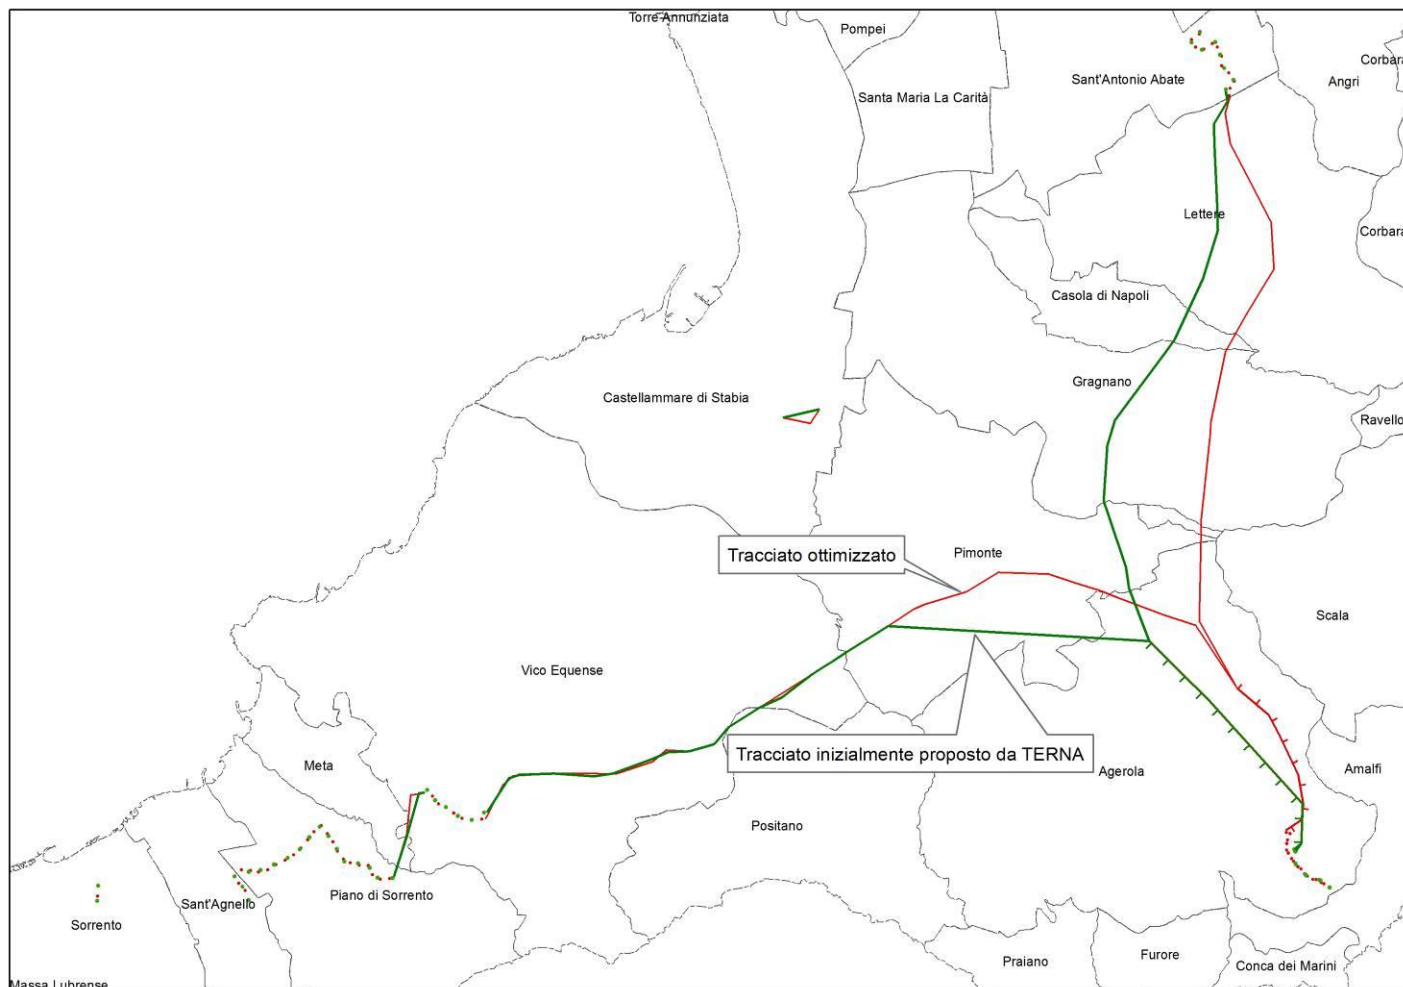 Torre Annunziata
Pompei
Corbara
Sant'Antonio Abate
Angri
Santa Maria La Carità
Lettere
Corbara
Casola di Napoli
Gragnano
Castellammare di Stabia
Ravello
Tracciato ottimizzato
Pimonte
Scala
Vico Equense
Tracciato inizialmente proposto da TERNA
Meta
Agerola
Amalfi
Positano
Piano di Sorrento
Sant'Agnello
Sorrento
Furore
Praiano
Conca dei Marini
Massa Lubrense